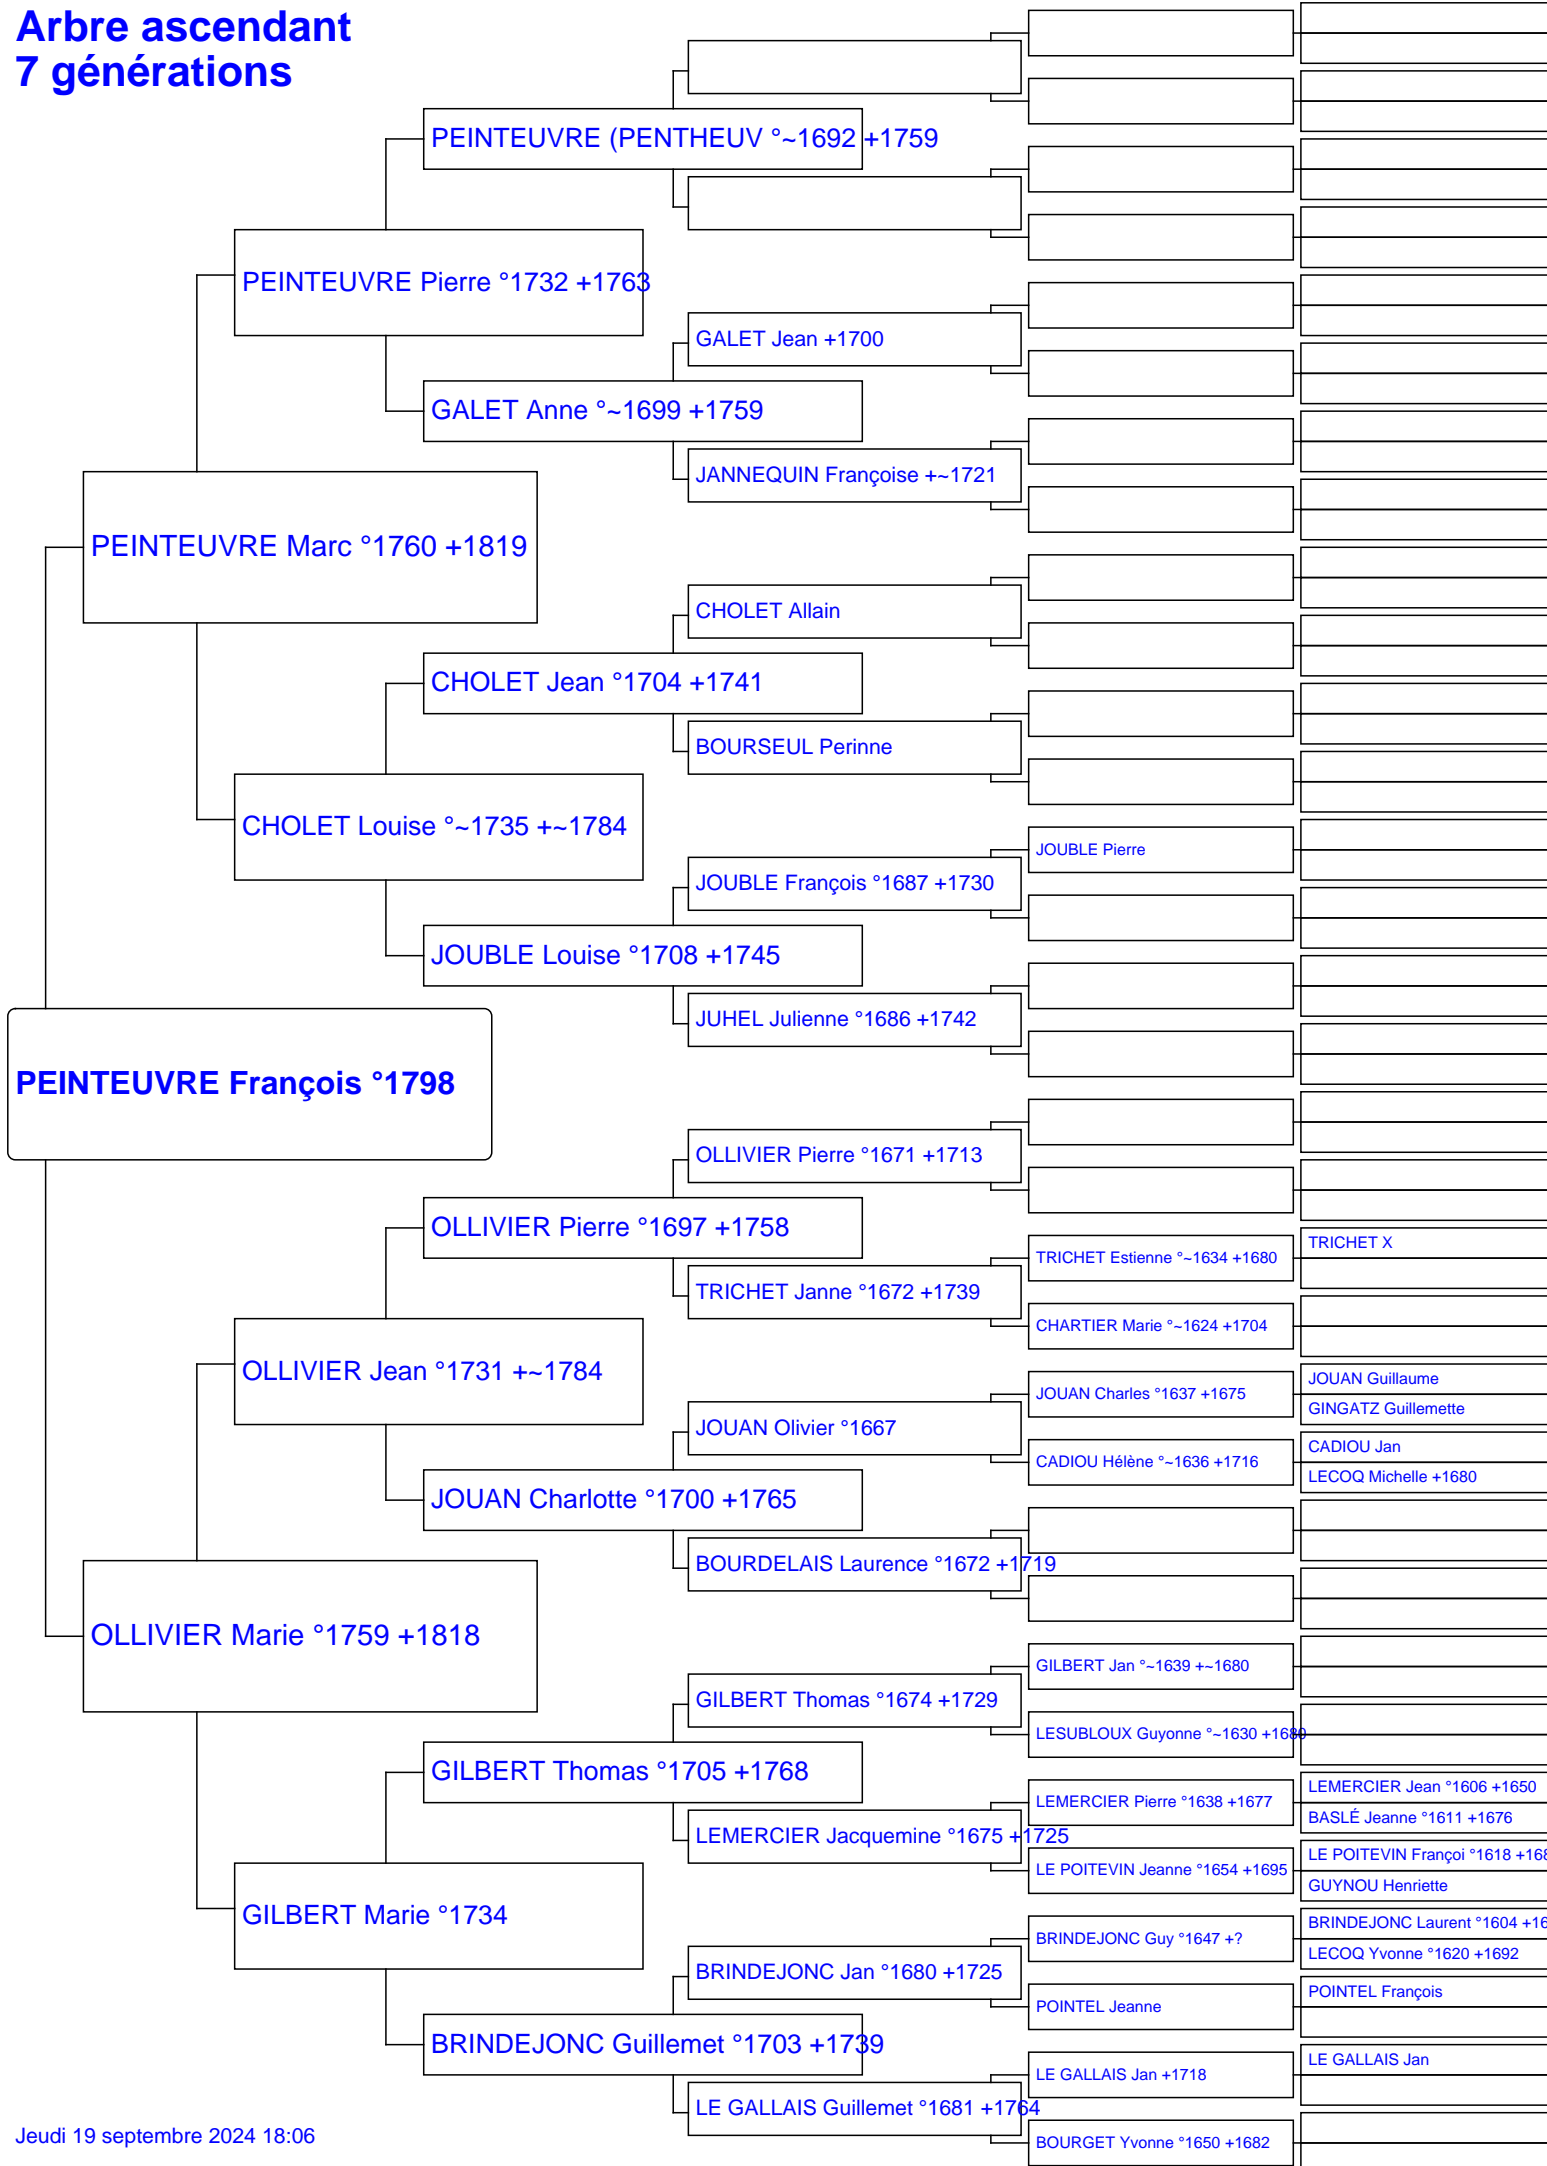 Arbre ascendant
7 générations
PEINTEUVRE (PENTHEUV °~1692 +1759
PEINTEUVRE Pierre °1732 +1763
GALET Jean +1700
GALET Anne °~1699 +1759
JANNEQUIN Françoise +~1721
PEINTEUVRE Marc °1760 +1819
CHOLET Allain
CHOLET Jean °1704 +1741
BOURSEUL Perinne
CHOLET Louise °~1735 +~1784
JOUBLE Pierre
JOUBLE François °1687 +1730
JOUBLE Louise °1708 +1745
JUHEL Julienne °1686 +1742
PEINTEUVRE François °1798
OLLIVIER Pierre °1671 +1713
OLLIVIER Pierre °1697 +1758
TRICHET X
TRICHET Estienne °~1634 +1680
TRICHET Janne °1672 +1739
CHARTIER Marie °~1624 +1704
OLLIVIER Jean °1731 +~1784
JOUAN Guillaume
JOUAN Charles °1637 +1675
GINGATZ Guillemette
JOUAN Olivier °1667
CADIOU Jan
CADIOU Hélène °~1636 +1716
LECOQ Michelle +1680
JOUAN Charlotte °1700 +1765
BOURDELAIS Laurence °1672 +1719
OLLIVIER Marie °1759 +1818
GILBERT Jan °~1639 +~1680
GILBERT Thomas °1674 +1729
LESUBLOUX Guyonne °~1630 +1680
GILBERT Thomas °1705 +1768
LEMERCIER Jean °1606 +1650
LEMERCIER Pierre °1638 +1677
BASLÉ Jeanne °1611 +1676
LEMERCIER Jacquemine °1675 +1725
LE POITEVIN Françoi °1618 +168
LE POITEVIN Jeanne °1654 +1695
GUYNOU Henriette
GILBERT Marie °1734
BRINDEJONC Laurent °1604 +16
BRINDEJONC Guy °1647 +?
LECOQ Yvonne °1620 +1692
BRINDEJONC Jan °1680 +1725
POINTEL François
POINTEL Jeanne
BRINDEJONC Guillemet °1703 +1739
LE GALLAIS Jan
LE GALLAIS Jan +1718
LE GALLAIS Guillemet °1681 +1764
BOURGET Yvonne °1650 +1682
Jeudi 19 septembre 2024 18:06